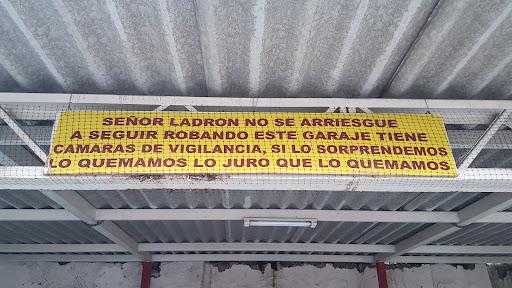 SEÑOR LADRON NO SE ARRIESGUE
A SEGUIR ROBANDO ESTE GARAJE TIENE
CAMARAS DE VIGILANCIA, SI LO SORPRENDEMOS
LO QUEMAMOS LO JURO QUE LO QUEMAMOS